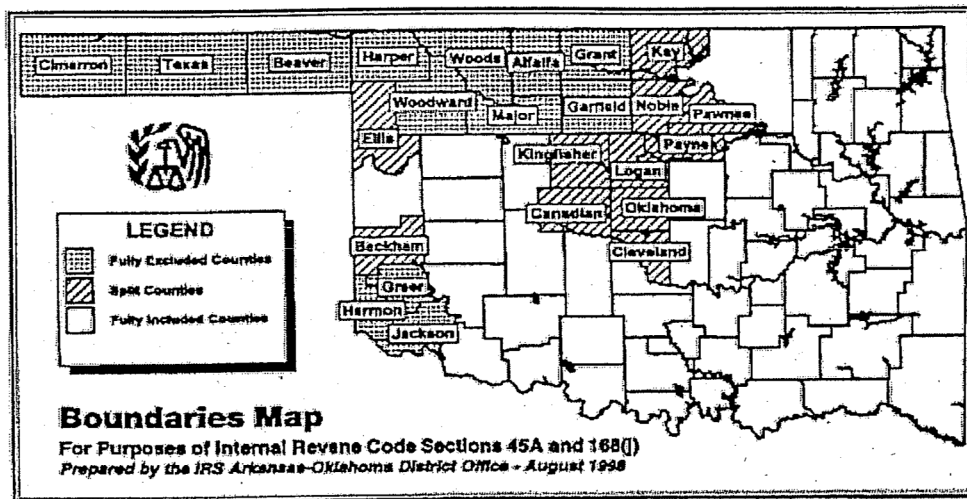 Cimarron Texas Beaver Harper Woods Alfalfa Grant Kay
Woodward Major Garfield Noble Pawnee
Ellis
Kingfisher Payne
Logan
Canadian Oklahoma
Beckham Cleveland
Greer
Harmon
Jackson
LEGEND
Fully Excluded Counties
Split Counties
Fully Included Counties
Boundaries Map
For Purposes of Internal Revene Code Sections 45A and 168(j)
Prepared by the IRS Arkansas-Oklahoma District Office - August 1998